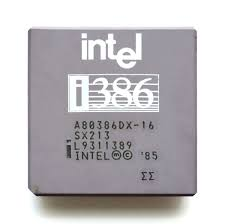 intel
i386
A80386DX-16
SX213
L9311389
INTEL Ⓜ Ⓒ '85
ΣΣ